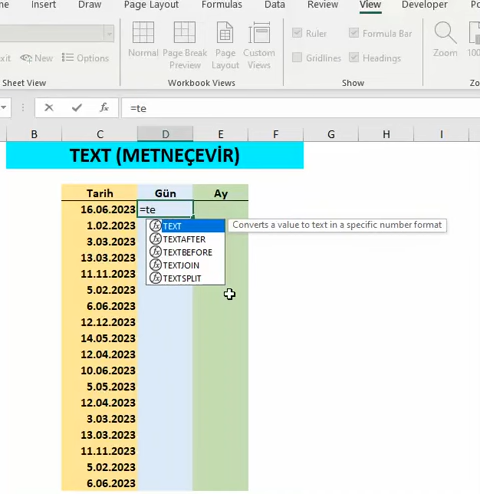 me Insert Draw Page Layout Formulas Data Review View Developer
Exit New Options
Normal Page Break Preview Page Layout Custom Views
Ruler Formula Bar
Gridlines Headings
Zoom 100
Sheet View Workbook Views Show
=te
B C D E F G H I
TEXT (METNEÇEVİR)
Tarih Gün Ay
16.06.2023 =te
1.02.2023 TEXT Converts a value to text in a specific number format
3.03.2023 TEXTAFTER
13.03.2023 TEXTBEFORE
11.11.2023 TEXTJOIN
5.02.2023 TEXTSPLIT
6.06.2023
12.12.2023
14.05.2023
12.04.2023
10.06.2023
5.05.2023
12.04.2023
3.03.2023
13.03.2023
11.11.2023
5.02.2023
6.06.2023